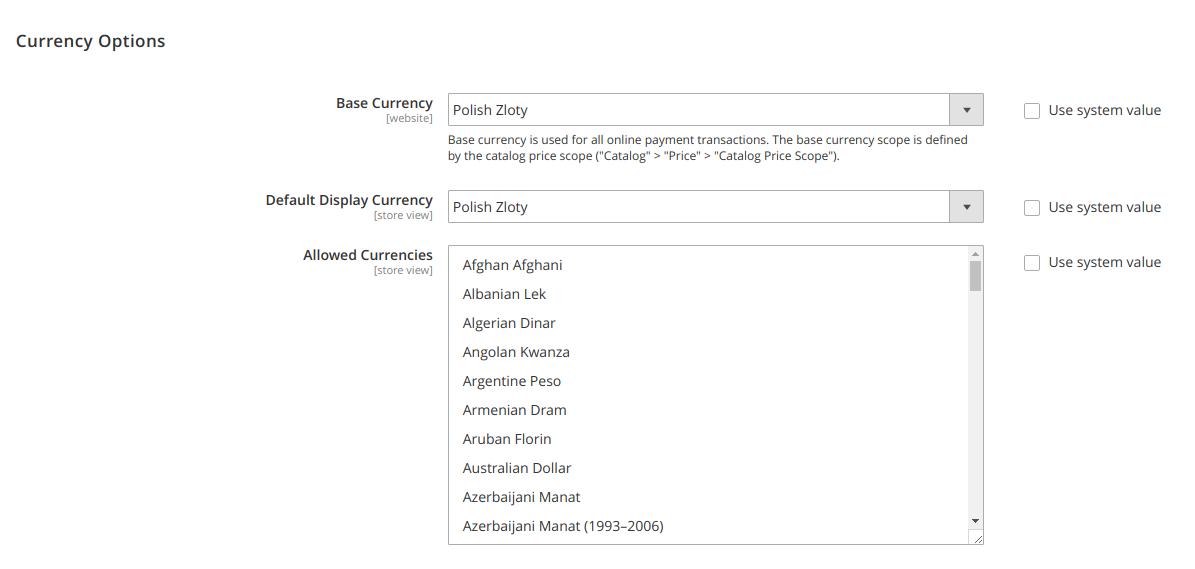 Currency Options
Base Currency
[website]
Polish Zloty
Use system value
Base currency is used for all online payment transactions. The base currency scope is defined
by the catalog price scope ("Catalog" > "Price" > "Catalog Price Scope").
Default Display Currency
[store view]
Polish Zloty
Use system value
Allowed Currencies
[store view]
Afghan Afghani
Albanian Lek
Algerian Dinar
Angolan Kwanza
Argentine Peso
Armenian Dram
Aruban Florin
Australian Dollar
Azerbaijani Manat
Azerbaijani Manat (1993–2006)
Use system value